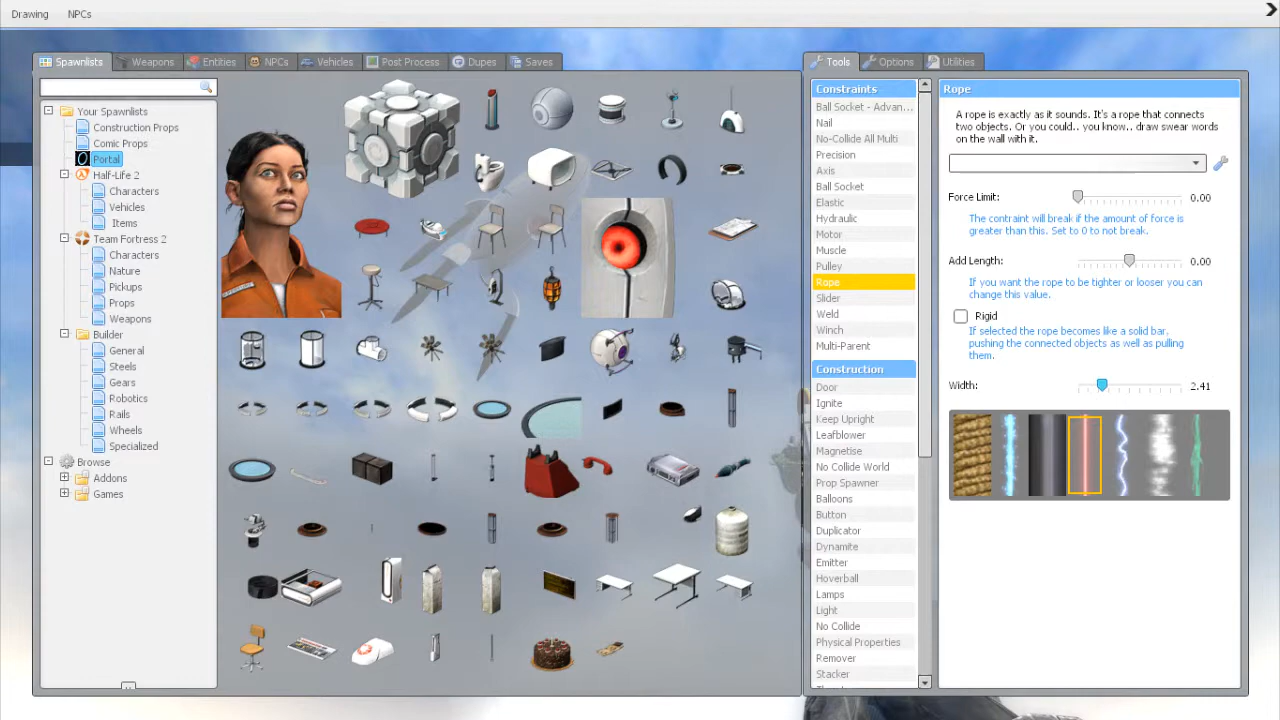 Drawing
NPCs
Spawnlists
Weapons
Entities
NPCs
Vehicles
Post Process
Dupes
Saves
Your Spawnlists
Construction Props
Comic Props
Portal
Half-Life 2
Characters
Vehicles
Items
Team Fortress 2
Characters
Nature
Pickups
Props
Weapons
Builder
General
Steels
Gears
Robotics
Rails
Wheels
Specialized
Browse
Addons
Games
Tools
Options
Utilities
Constraints
Ball Socket - Advan...
Nail
No-Collide All Multi
Precision
Axis
Ball Socket
Elastic
Hydraulic
Motor
Muscle
Pulley
Rope
Slider
Weld
Winch
Multi-Parent
Construction
Door
Ignite
Keep Upright
Leafblower
Magnetise
No Collide World
Prop Spawner
Balloons
Button
Duplicator
Dynamite
Emitter
Hoverball
Lamps
Light
No Collide
Physical Properties
Remover
Stacker
Rope
A rope is exactly as it sounds. It's a rope that connects
two objects. Or you could.. you know.. draw swear words
on the wall with it.
Force Limit:
0.00
The contraint will break if the amount of force is
greater than this. Set to 0 to not break.
Add Length:
0.00
If you want the rope to be tighter or looser you can
change this value.
Rigid
If selected the rope becomes like a solid bar,
pushing the connected objects as well as pulling
them.
Width:
2.41